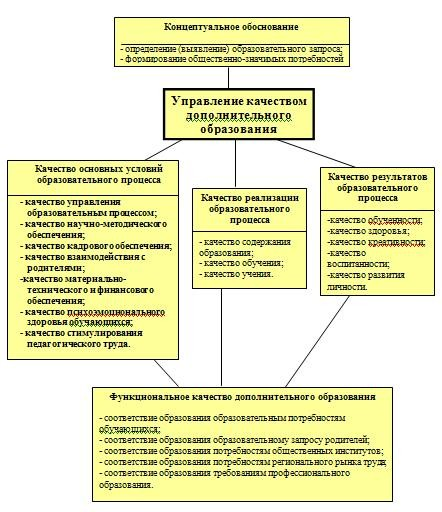 Концептуальное обоснование
- определение (выявление) образовательного запроса;
- формирование общественно-значимых потребностей
Управление качеством
дополнительного
образования
Качество основных условий
образовательного процесса
- качество управления
образовательным процессом;
- качество научно-методического
обеспечения;
- качество кадрового обеспечения;
- качество взаимодействия с
родителями;
-качество материально-
технического и финансового
обеспечения;
- качество психоэмоционального
здоровья обучающихся;
- качество стимулирования
педагогического труда.
Качество реализации
образовательного
процесса
- качество содержания
образования;
- качество обучения;
- качество учения.
Качество результатов
образовательного
процесса
-качество обученности;
-качество здоровья;
-качество креативности;
-качество
воспитанности;
-качество развития
личности.
Функциональное качество дополнительного образования
- соответствие образования образовательным потребностям
обучающихся;
- соответствие образования образовательному запросу родителей;
- соответствие образования потребностям общественных институтов;
- соответствие образования потребностям регионального рынка труда;
- соответствие образования требованиям профессионального
образования.